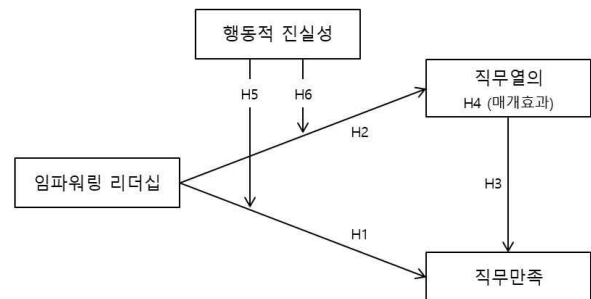 행동적 진실성
직무열의
H4 (매개효과)
H5
H6
H2
임파워링 리더십
H3
H1
직무만족